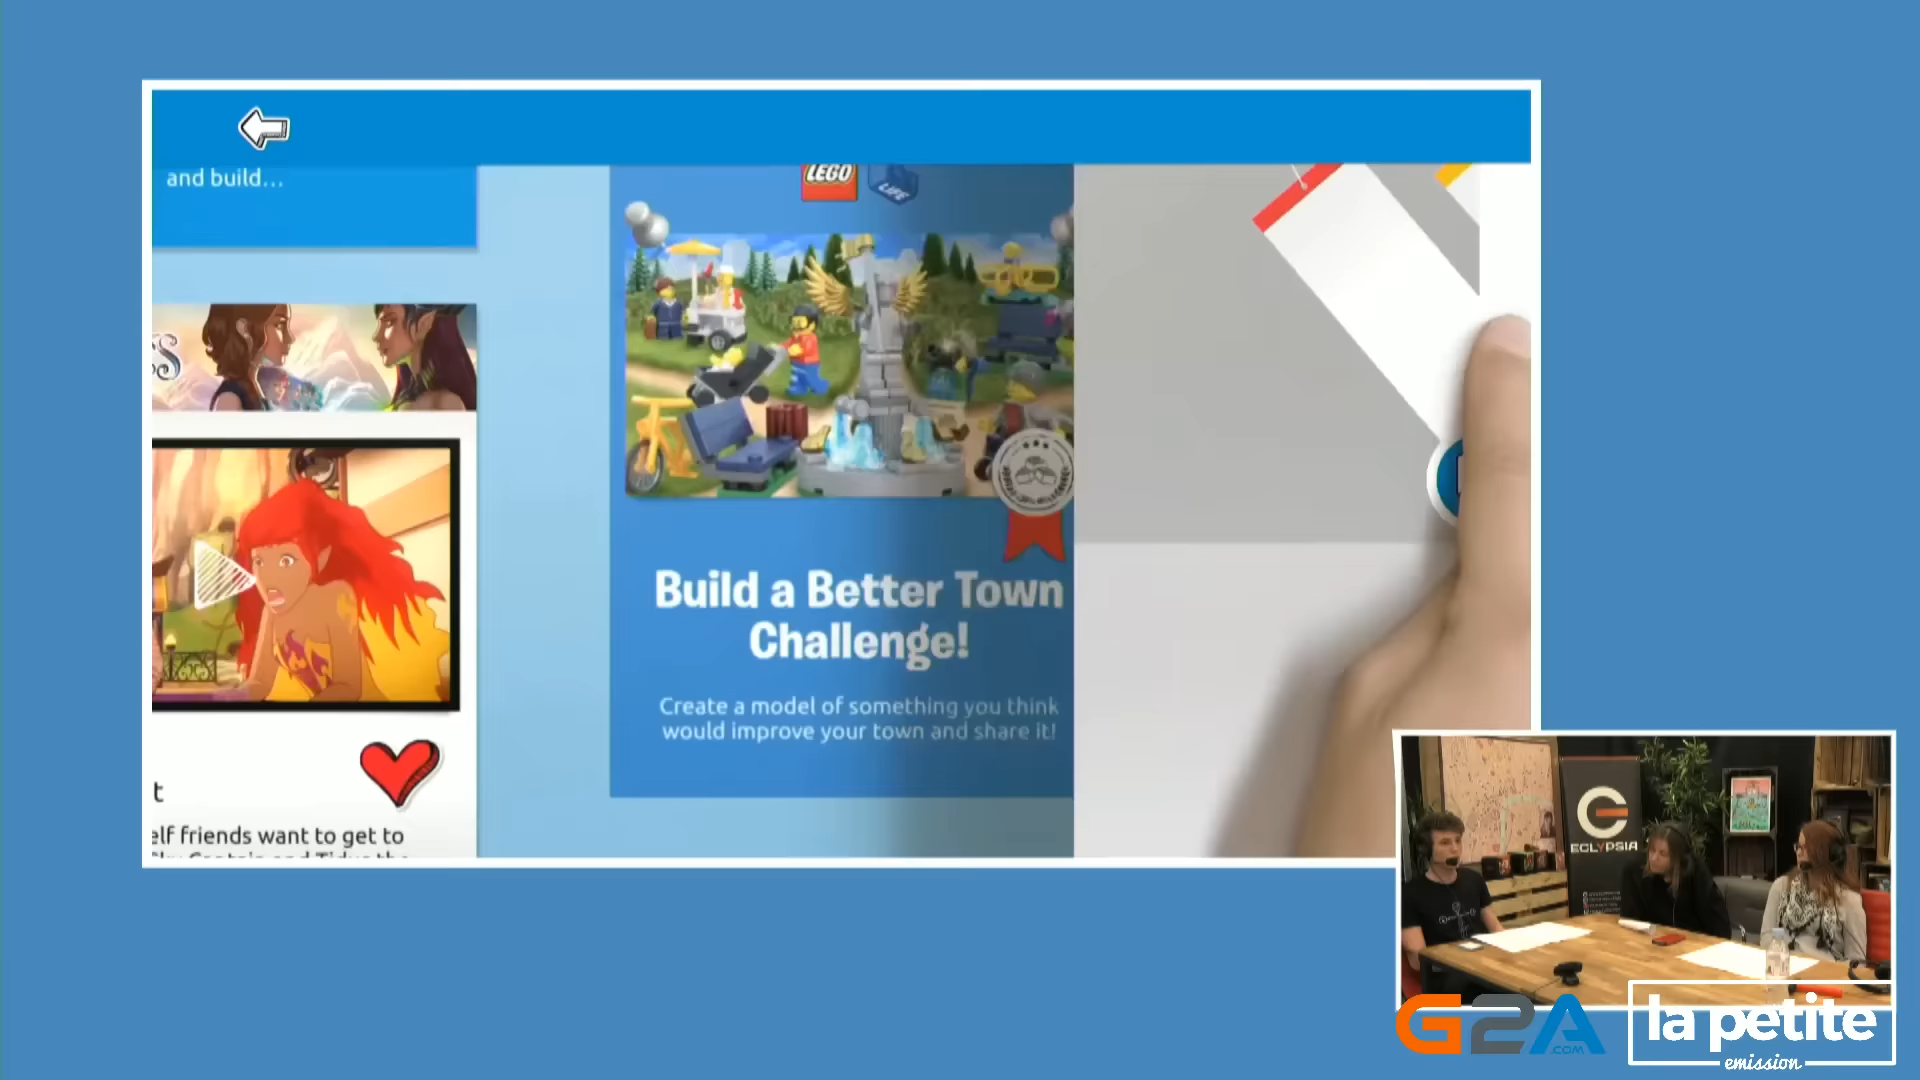 and build...
LEGO
LIFE
Build a Better Town
Challenge!
Create a model of something you think
would improve your town and share it!
t
elf friends want to get to
ECLYPSIA
G2A
.COM
la petite
emission